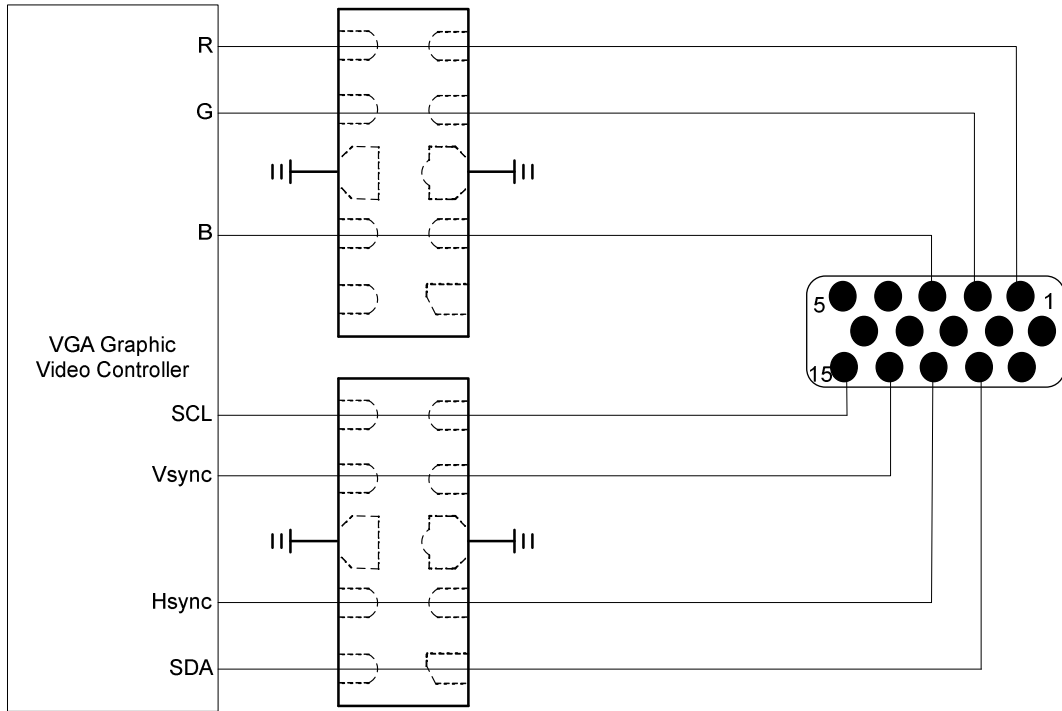 R
G
B
5
1
VGA Graphic
Video Controller
15
SCL
Vsync
Hsync
SDA